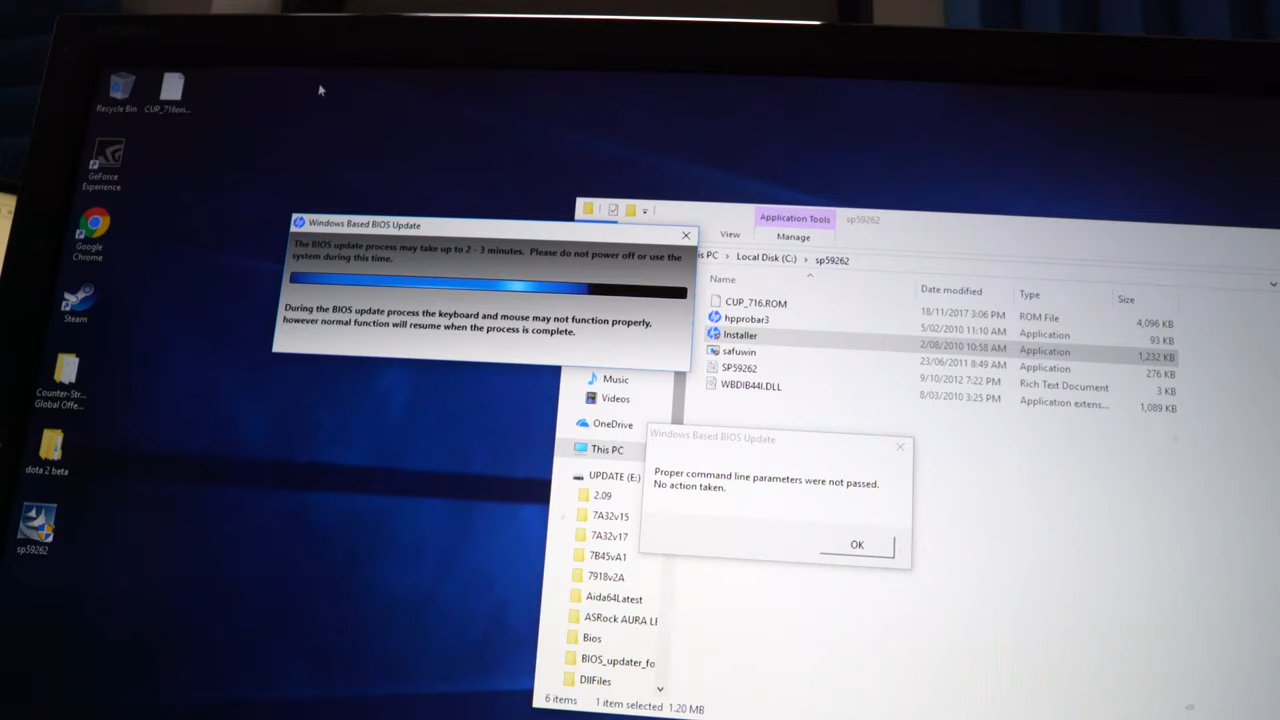 Recycle Bin
CUP_716ori...
GeForce
Experience
Google
Chrome
Steam
Counter-Str...
Global Offe...
dota 2 beta
sp59262
Windows Based BIOS Update
The BIOS update process may take up to 2 - 3 minutes. Please do not power off or use the
system during this time.
During the BIOS update process the keyboard and mouse may not function properly,
however normal function will resume when the process is complete.
Application Tools
sp59262
View
Manage
PC > Local Disk (C:) > sp59262
Name Date modified Type Size
CUP_716.ROM 18/11/2017 3:06 PM ROM File 4,096 KB
hpprobar3 5/02/2010 11:10 AM Application 93 KB
Installer 2/08/2010 10:58 AM Application 1,232 KB
safuwin 23/06/2011 8:49 AM Application 276 KB
SP59262 9/10/2012 7:22 PM Rich Text Document 3 KB
WBDIB44I.DLL 8/03/2010 3:25 PM Application extens... 1,089 KB
Music
Videos
OneDrive
This PC
UPDATE (E:)
2.09
7A32v15
7A32v17
7B45vA1
7918v2A
Aida64Latest
ASRock AURA LE
Bios
BIOS_updater_fo
DllFiles
Windows Based BIOS Update
Proper command line parameters were not passed.
No action taken.
OK
6 items 1 item selected 1.20 MB